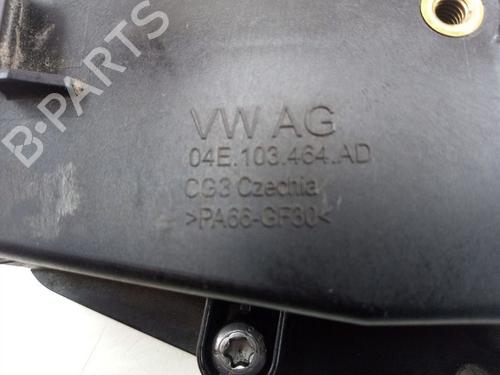 B-PARTS
VW AG
04E.103.464.AD
CG3 Czechia
>PA66-GF30<